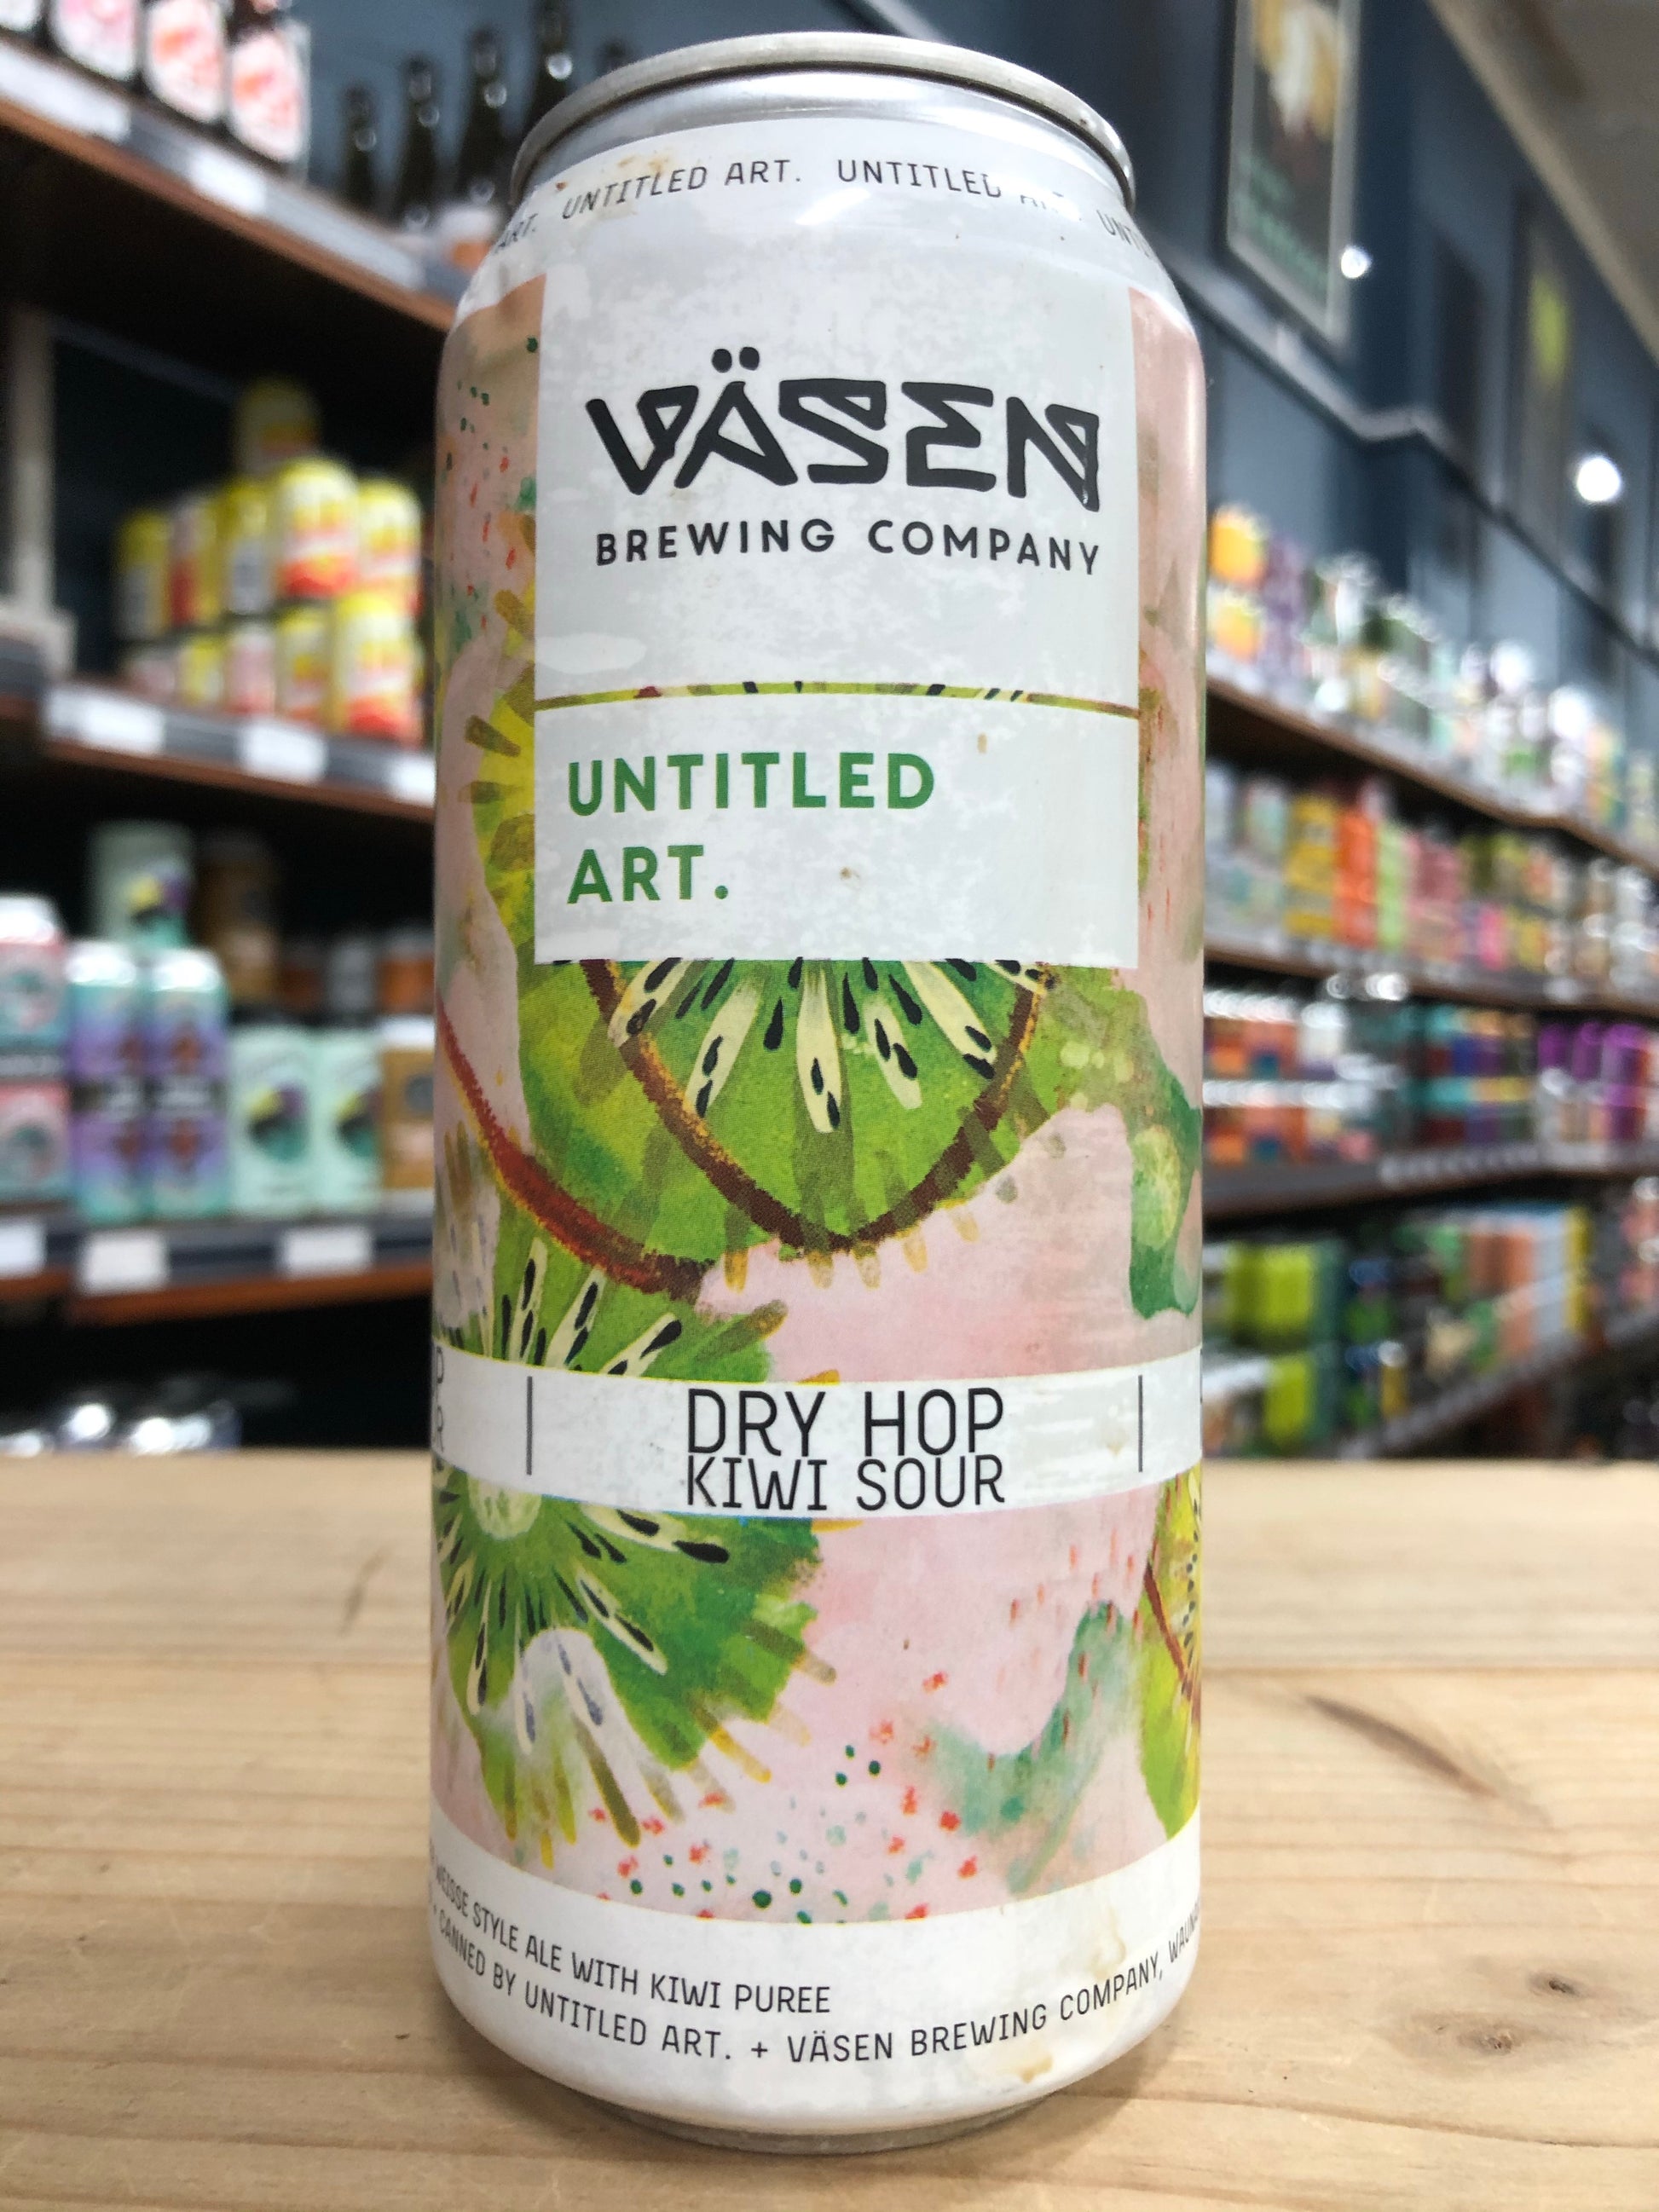 ART. UNTITLED ART. UNTITLED
VÄSEN
BREWING COMPANY
UNTITLED
ART.
DRY HOP
KIWI SOUR
WEISSE STYLE ALE WITH KIWI PUREE
CANNED BY UNTITLED ART. + VÄSEN BREWING COMPANY,